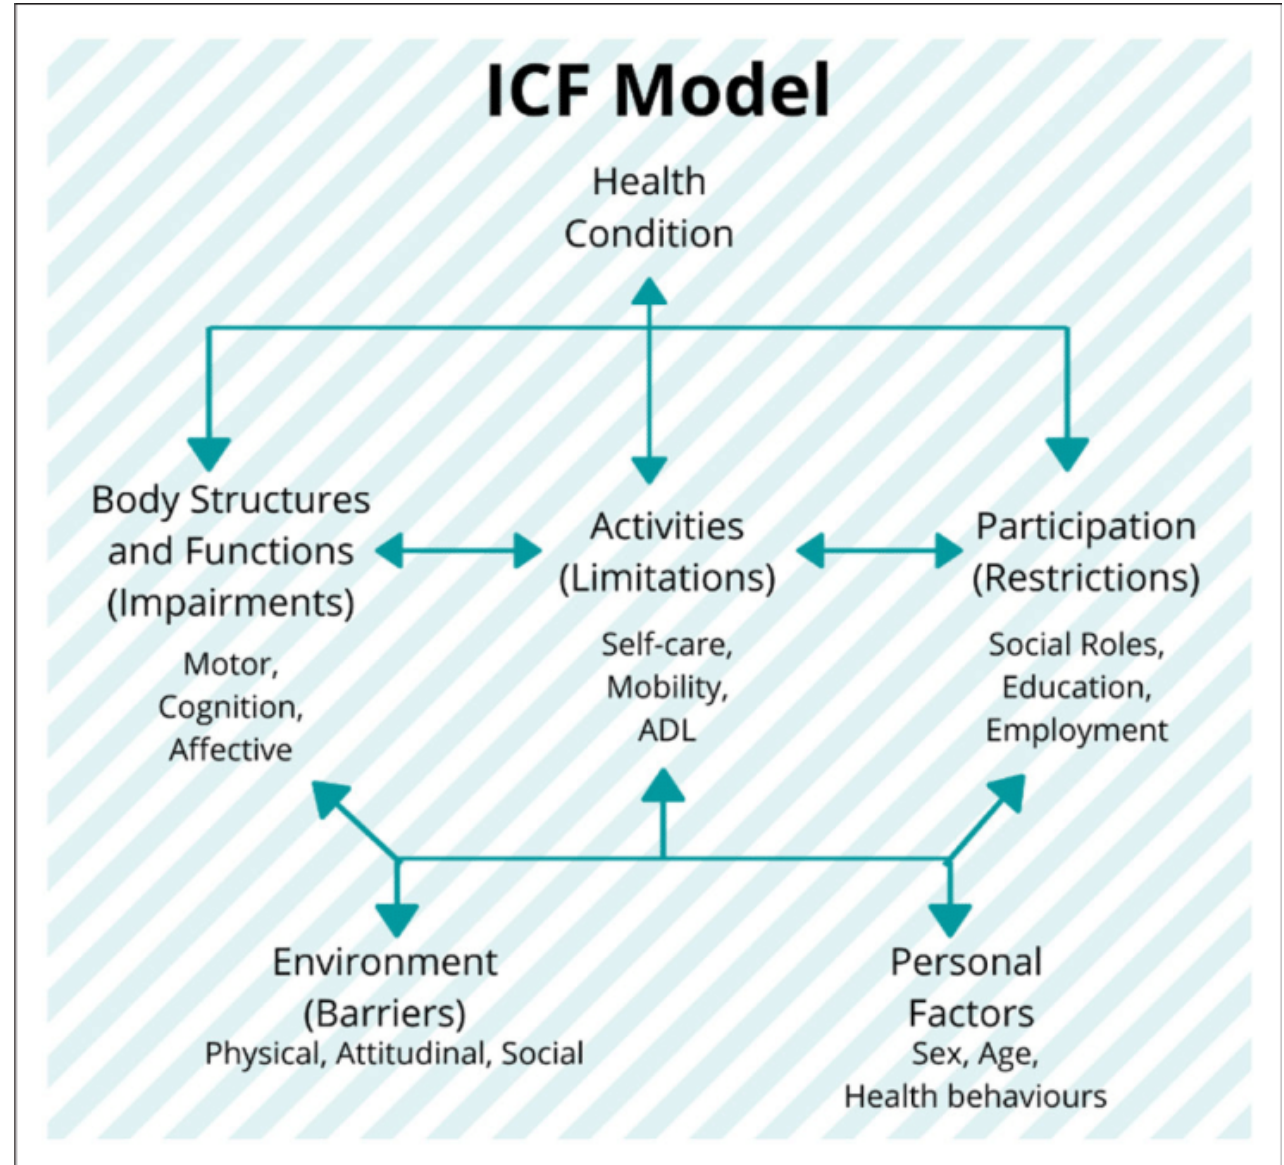 ICF Model
Health
Condition
Body Structures
and Functions
(Impairments)
Motor,
Cognition,
Affective
Activities
(Limitations)
Self-care,
Mobility,
ADL
Participation
(Restrictions)
Social Roles,
Education,
Employment
Environment
(Barriers)
Physical, Attitudinal, Social
Personal
Factors
Sex, Age,
Health behaviours